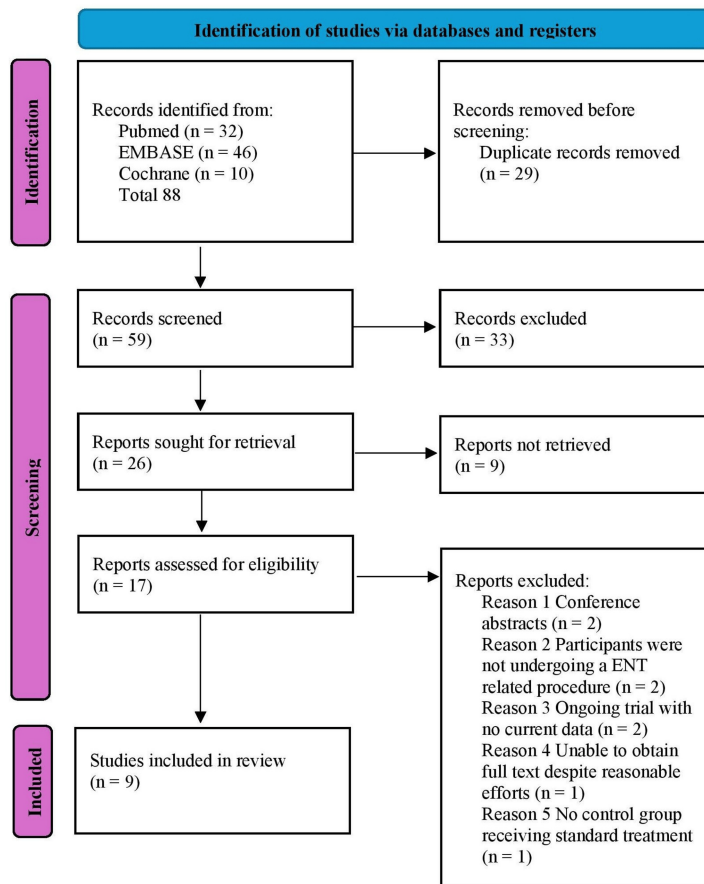 Identification of studies via databases and registers
Identification
Records identified from:
Pubmed (n = 32)
EMBASE (n = 46)
Cochrane (n = 10)
Total 88
Records removed before
screening:
Duplicate records removed
(n = 29)
Screening
Records screened
(n = 59)
Records excluded
(n = 33)
Reports sought for retrieval
(n = 26)
Reports not retrieved
(n = 9)
Reports assessed for eligibility
(n = 17)
Reports excluded:
Reason 1 Conference
abstracts (n = 2)
Reason 2 Participants were
not undergoing a ENT
related procedure (n = 2)
Reason 3 Ongoing trial with
no current data (n = 2)
Reason 4 Unable to obtain
full text despite reasonable
efforts (n = 1)
Reason 5 No control group
receiving standard treatment
(n = 1)
Included
Studies included in review
(n = 9)